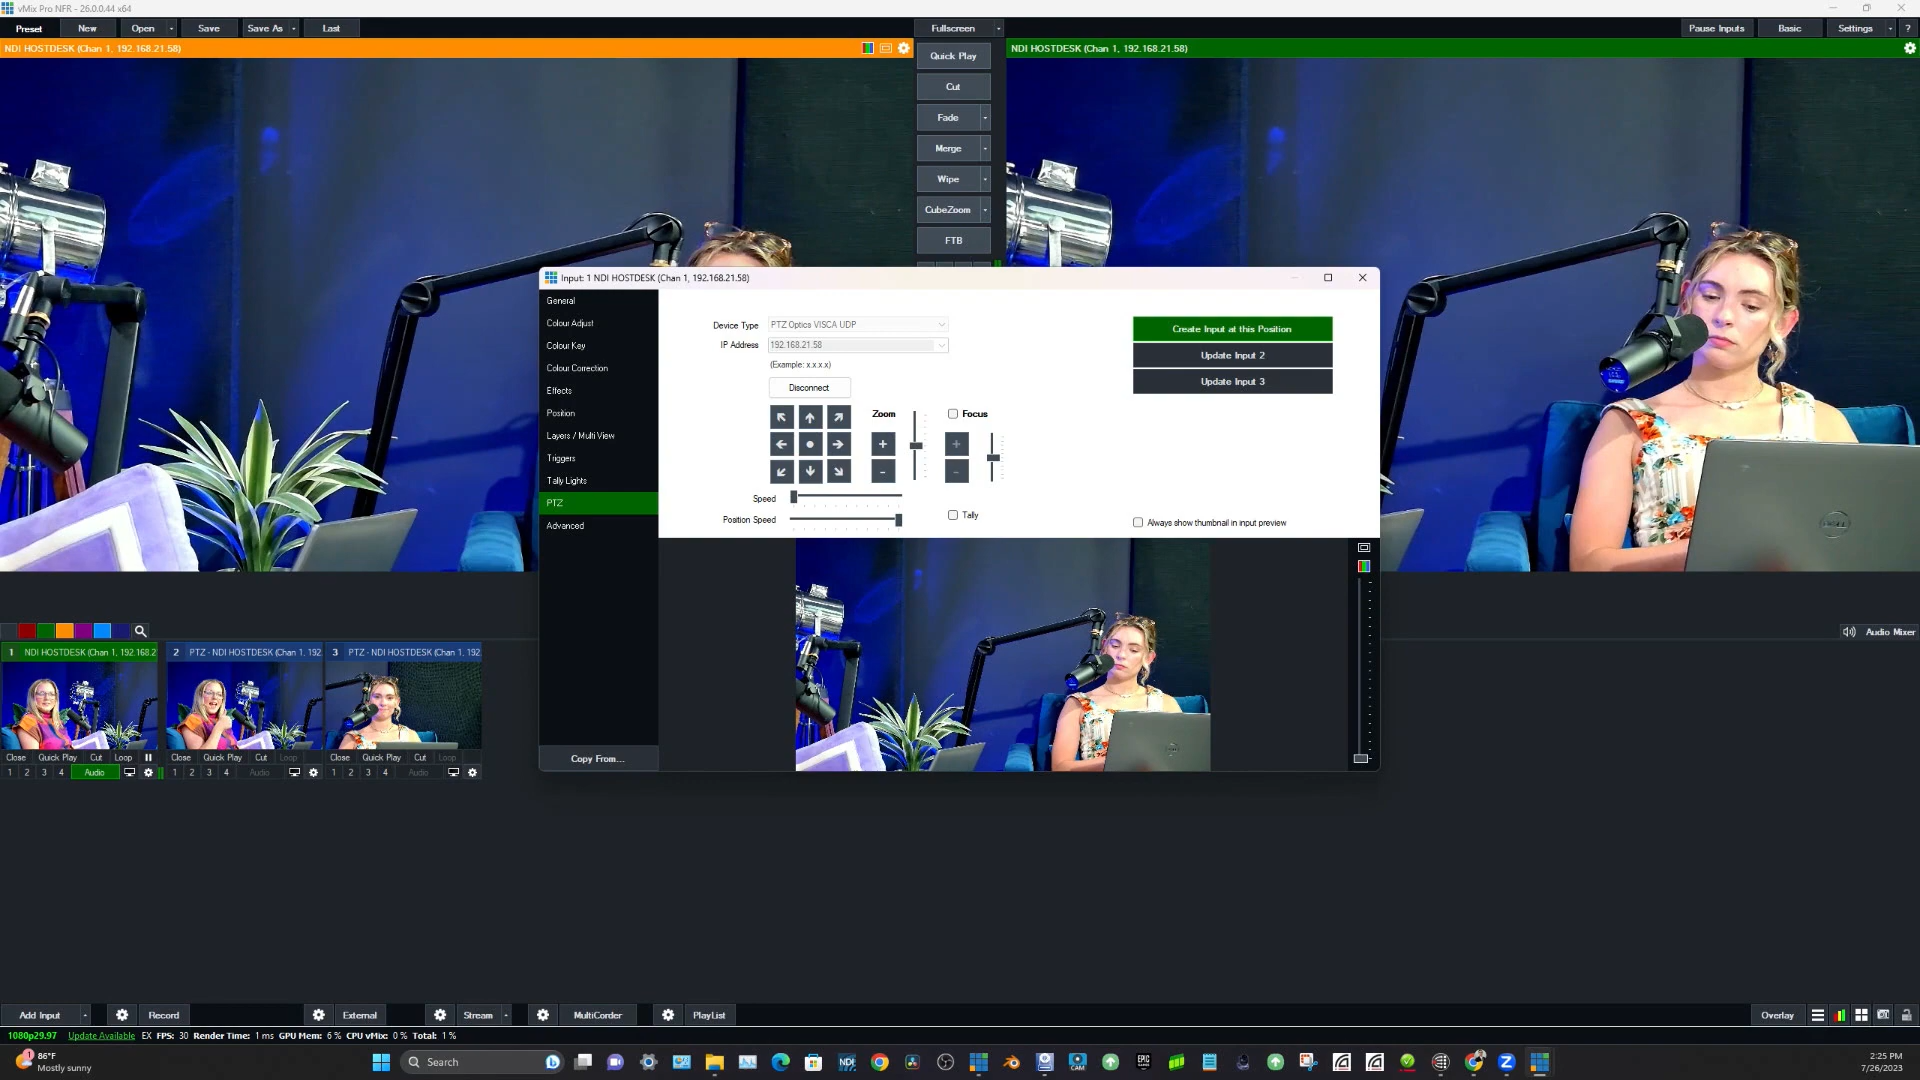 vMix Pro NFR - 26.0.0.44 x64
Preset New Open Save Save As Last Fullscreen Pause Inputs Basic Settings ?
NDI HOSTDESK (Chan 1, 192.168.21.58)
NDI HOSTDESK (Chan 1, 192.168.21.58)
Quick Play
Cut
Fade
Merge
Wipe
CubeZoom
FTB
Input: 1 NDI HOSTDESK (Chan 1, 192.168.21.58)
General
Colour Adjust
Colour Key
Colour Correction
Effects
Position
Layers / Multi View
Triggers
Tally Lights
PTZ
Advanced
Copy From...
Device Type PTZ Optics VISCA UDP
IP Address 192.168.21.58
(Example: x.x.x.x)
Disconnect
Zoom Focus
+ +
- -
Speed
Position Speed
Tally
Create Input at this Position
Update Input 2
Update Input 3
Always show thumbnail in input preview
DELL
Audio Mixer
1 NDI HOSTDESK (Chan 1, 192.168.2
2 PTZ - NDI HOSTDESK (Chan 1, 192.
3 PTZ - NDI HOSTDESK (Chan 1, 192
Close Quick Play Cut Loop
Close Quick Play Cut Loop
Close Quick Play Cut Loop
1 2 3 4 Audio
1 2 3 4 Audio
1 2 3 4 Audio
Add Input Record External Stream MultiCorder PlayList Overlay
1080p29.97 Update Available EX FPS: 30 Render Time: 1 ms GPU Mem: 6 % CPU vMix: 0 % Total: 1 %
1
86°F
Mostly sunny
Search
NDI
CAM
EPIC
2:25 PM
7/26/2023